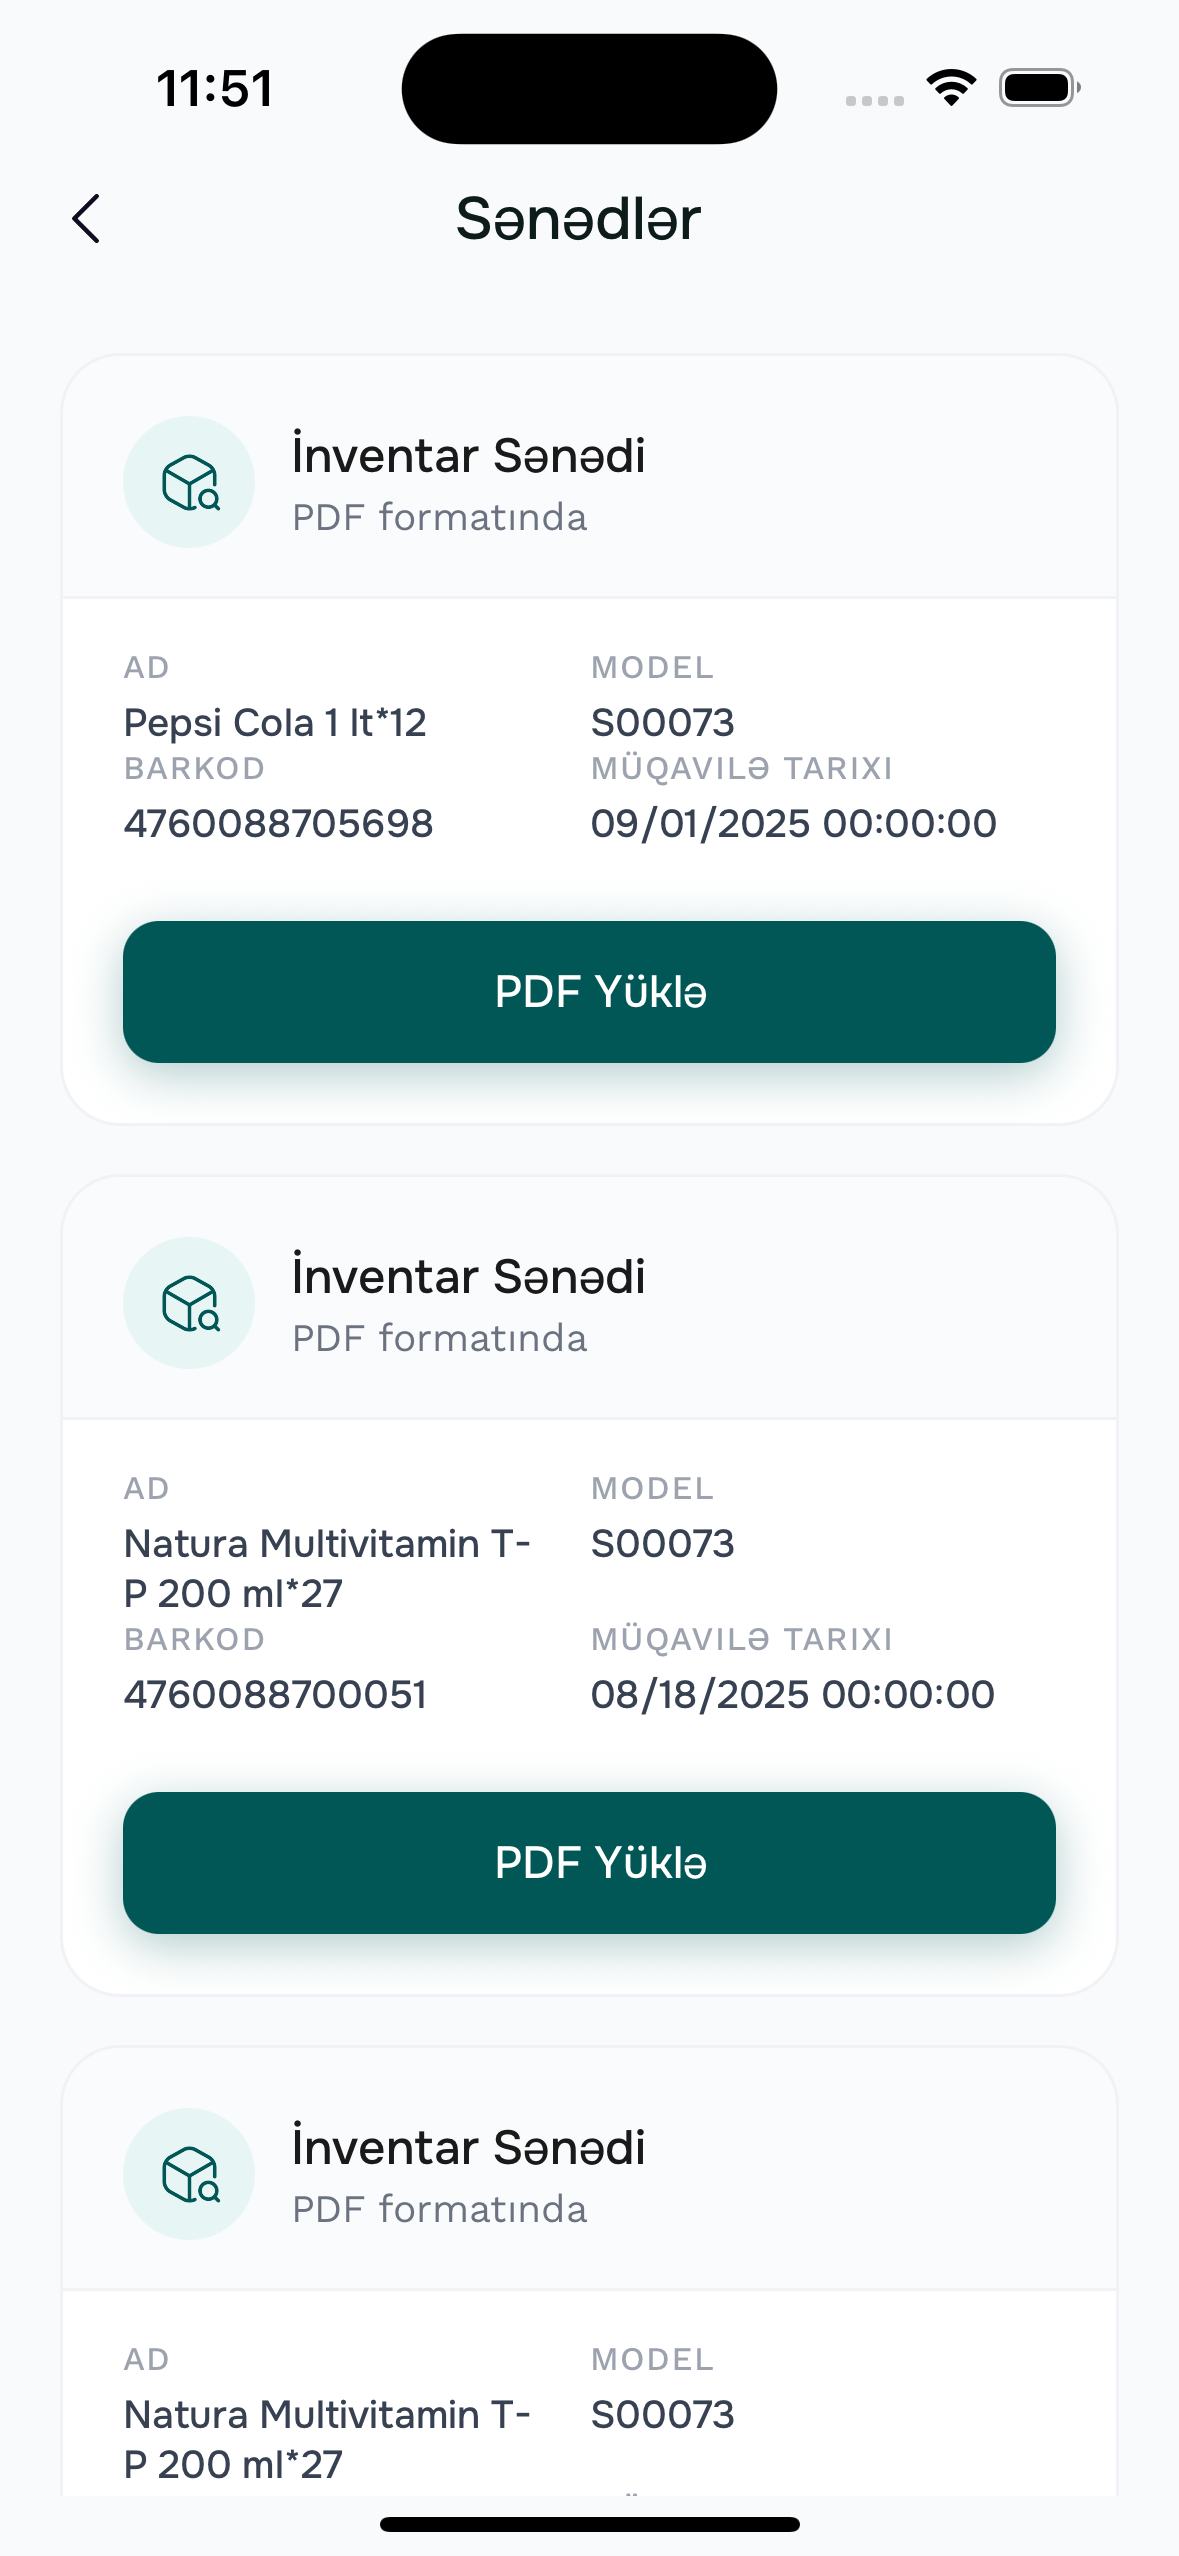 11:51
Sənədlər
İnventar Sənədi
PDF formatında
AD
MODEL
Pepsi Cola 1 lt*12
S00073
BARKOD
MÜQAVILƏ TARIXI
4760088705698
09/01/2025 00:00:00
PDF Yüklə
İnventar Sənədi
PDF formatında
AD
MODEL
Natura Multivitamin T-
P 200 ml*27
S00073
BARKOD
MÜQAVILƏ TARIXI
4760088700051
08/18/2025 00:00:00
PDF Yüklə
İnventar Sənədi
PDF formatında
AD
MODEL
Natura Multivitamin T-
P 200 ml*27
S00073